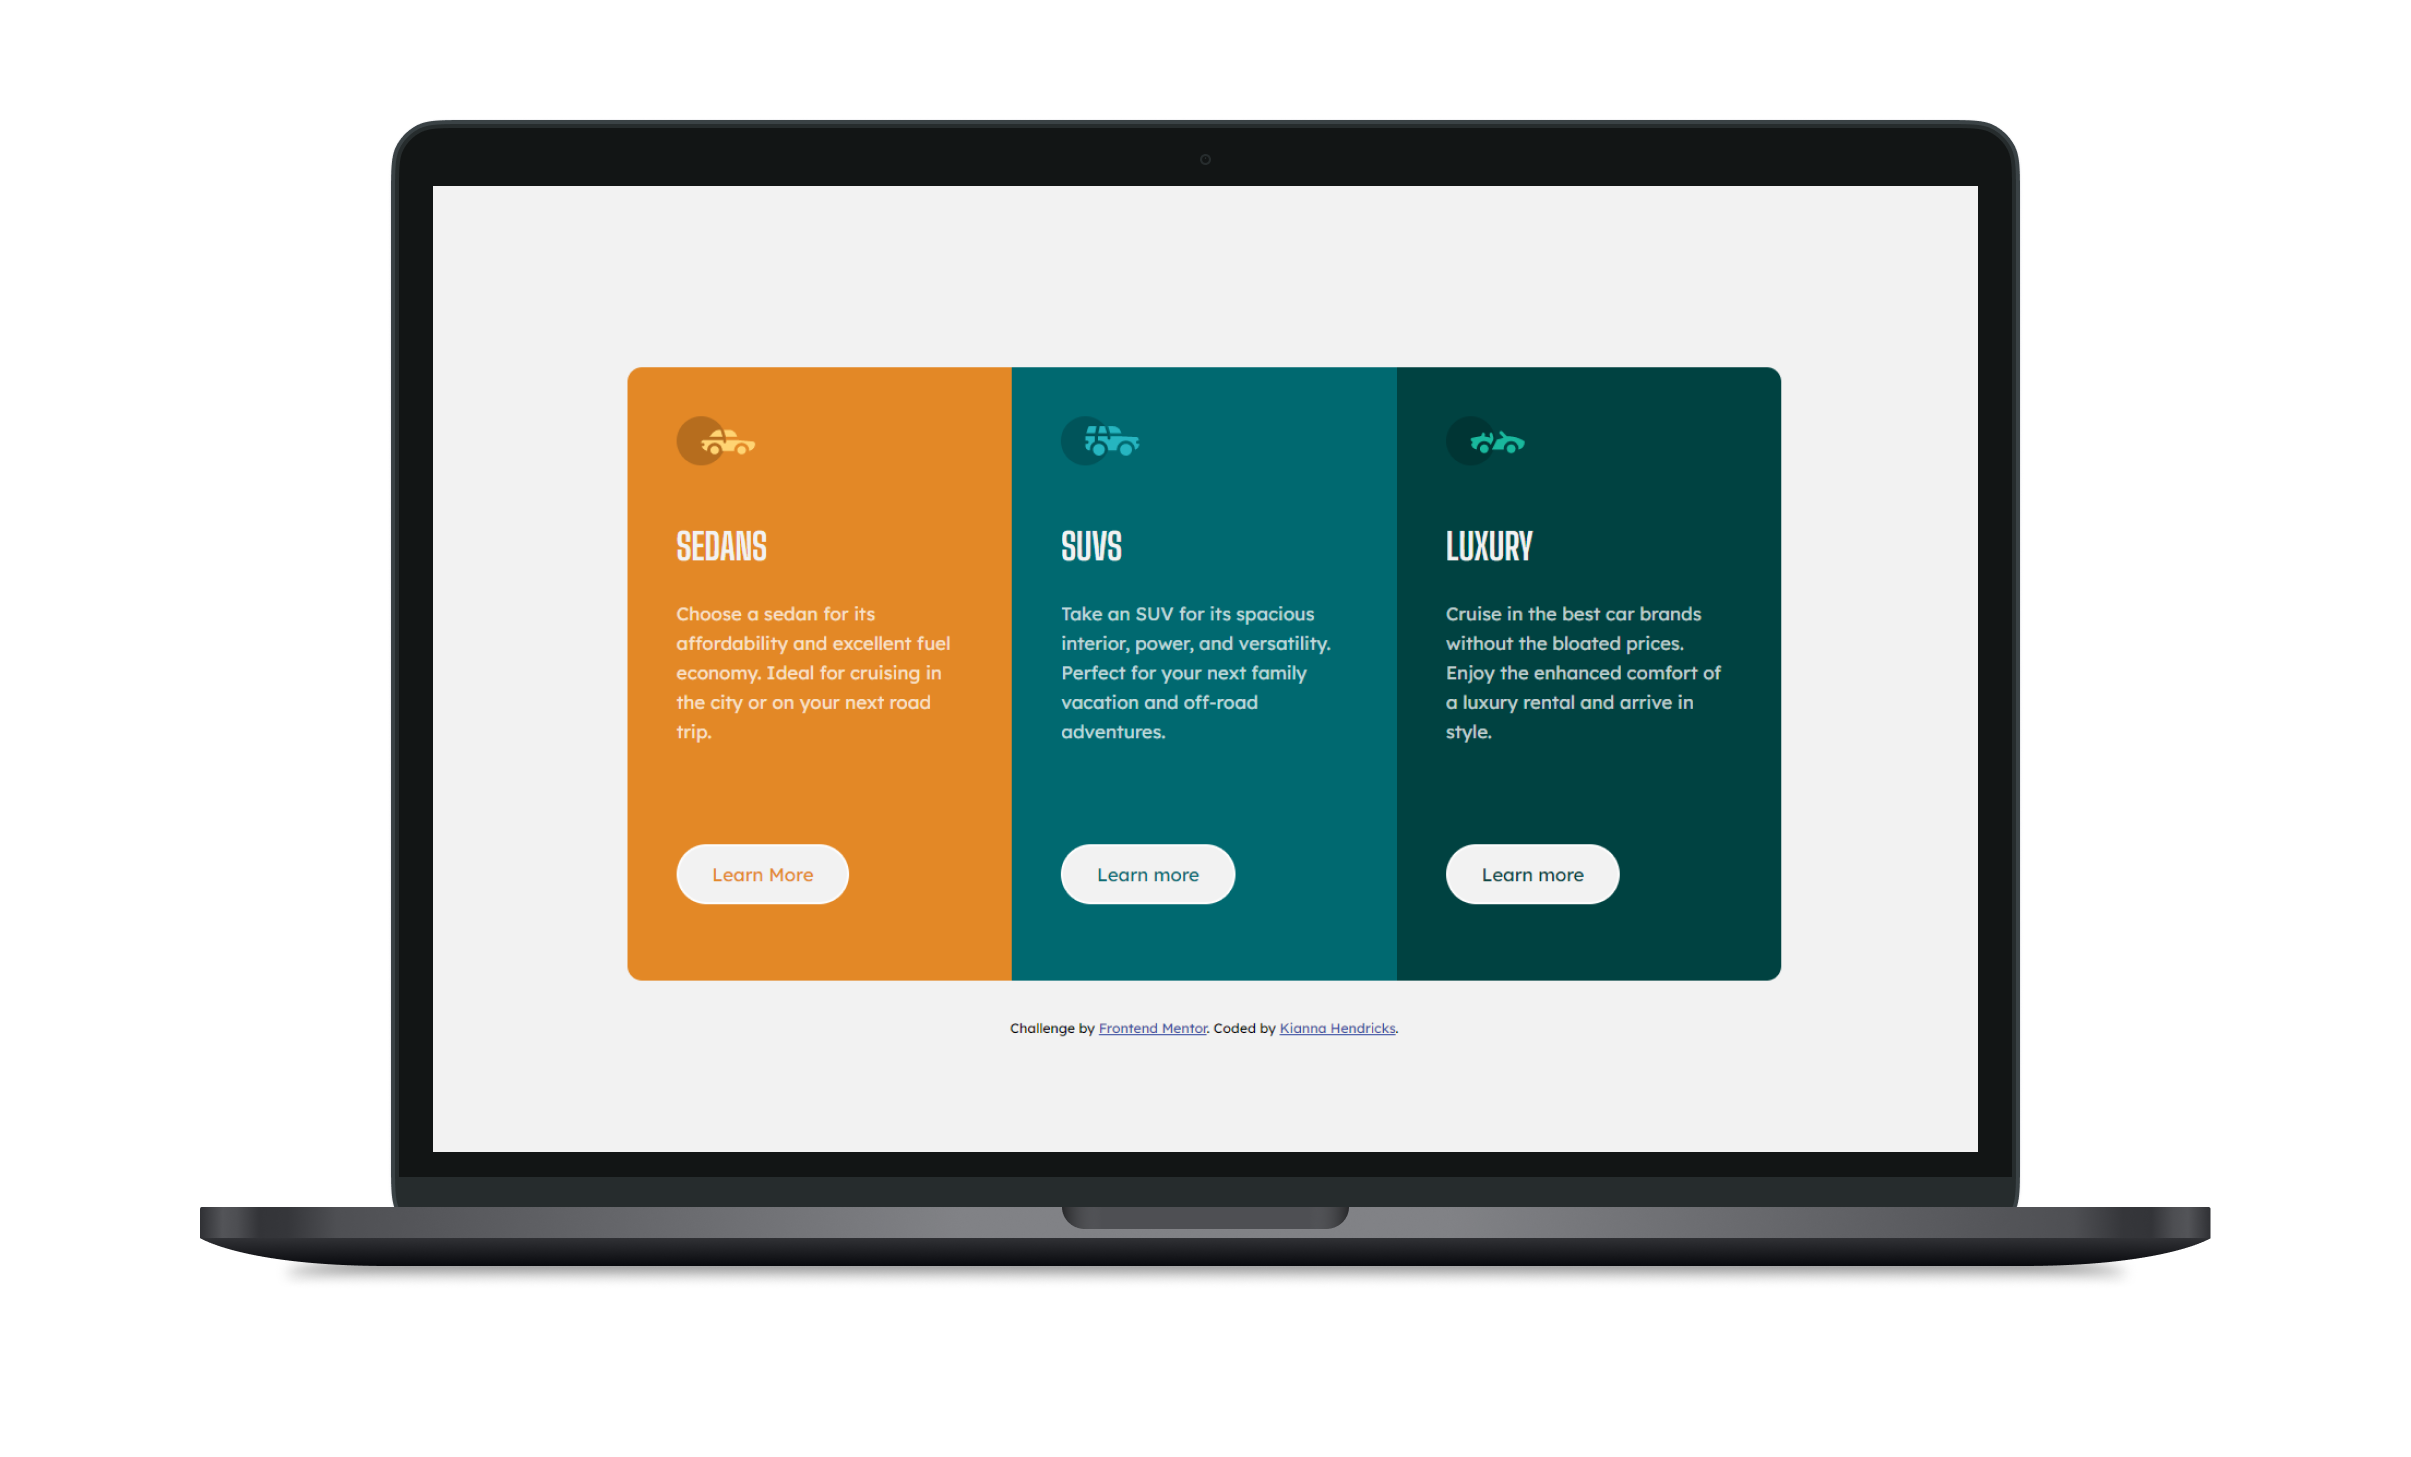 SEDANS
Choose a sedan for its
affordability and excellent fuel
economy. Ideal for cruising in
the city or on your next road
trip.
Learn More
SUVS
Take an SUV for its spacious
interior, power, and versatility.
Perfect for your next family
vacation and off-road
adventures.
Learn more
LUXURY
Cruise in the best car brands
without the bloated prices.
Enjoy the enhanced comfort of
a luxury rental and arrive in
style.
Learn more
Challenge by Frontend Mentor. Coded by Kianna Hendricks.